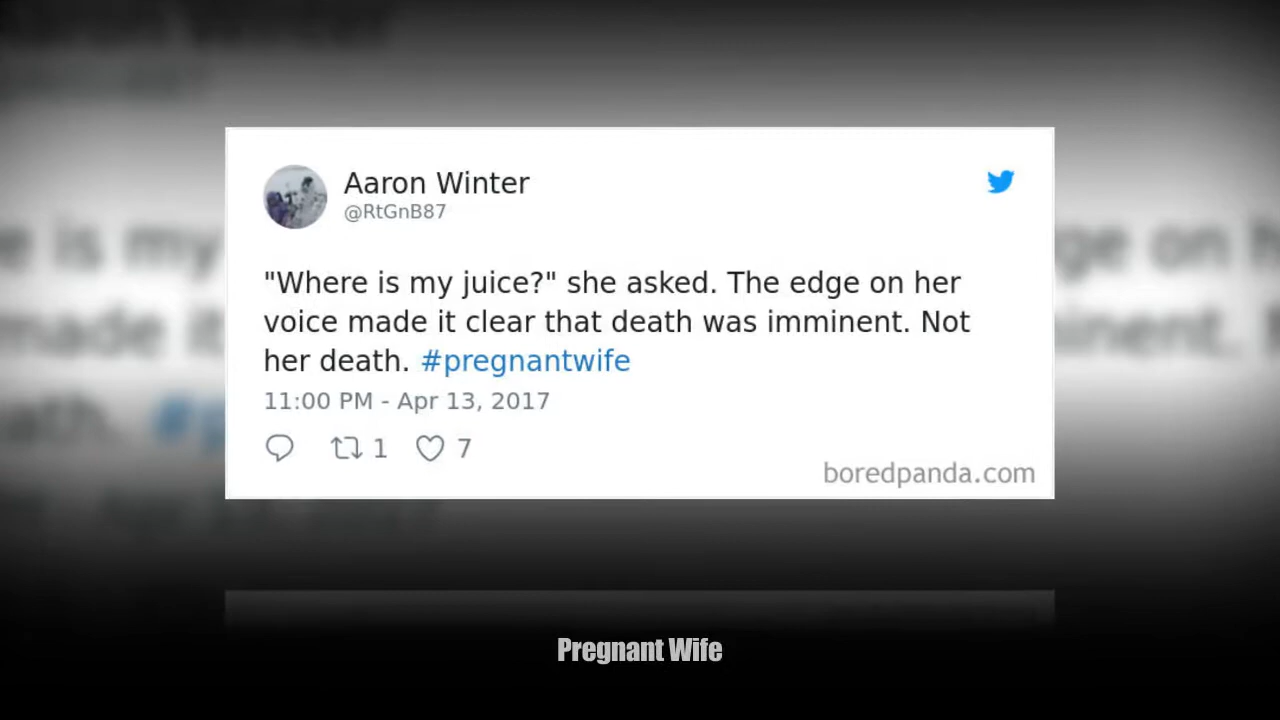 Aaron Winter
@RtGnB87
"Where is my juice?" she asked. The edge on her
voice made it clear that death was imminent. Not
her death. #pregnantwife
11:00 PM - Apr 13, 2017
1 7
boredpanda.com
Pregnant Wife